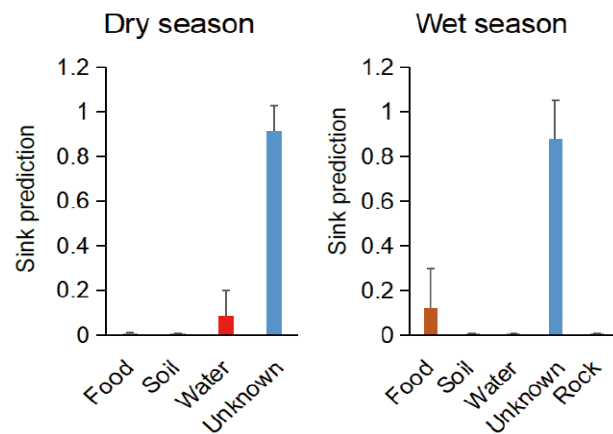 Dry season
Sink prediction
1.2
1
0.8
0.6
0.4
0.2
0
Food
Soil
Water
Unknown
Wet season
Sink prediction
1.2
1
0.8
0.6
0.4
0.2
0
Food
Soil
Water
Unknown
Rock